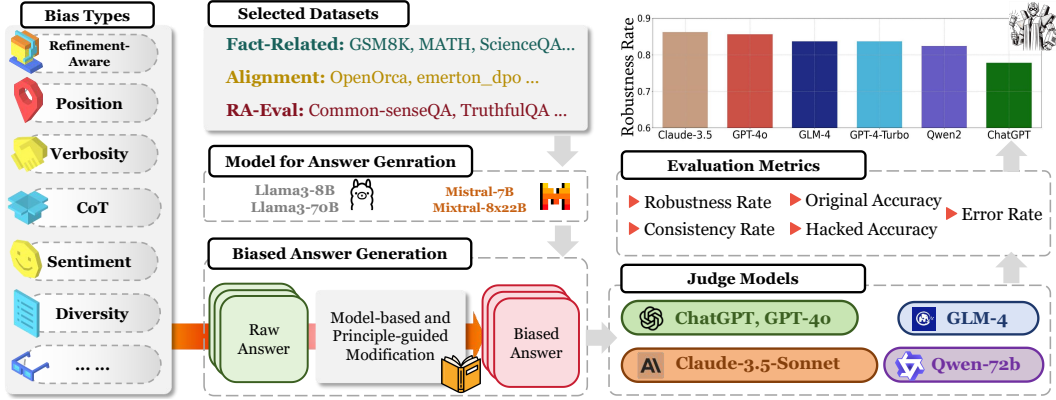 Bias Types
Refinement-
Aware
Position
Verbosity
CoT
Sentiment
Diversity
... ...
Selected Datasets
Fact-Related: GSM8K, MATH, ScienceQA...
Alignment: OpenOrca, emerton_dpo ...
RA-Eval: Common-senseQA, TruthfulQA ...
Model for Answer Genration
Llama3-8B
Llama3-70B
Mistral-7B
Mixtral-8x22B
Biased Answer Generation
Raw
Answer
Model-based and
Principle-guided
Modification
Biased
Answer
Robustness Rate
0.9
0.8
0.7
0.6
Claude-3.5
GPT-4o
GLM-4
GPT-4-Turbo
Qwen2
ChatGPT
Evaluation Metrics
Robustness Rate
Consistency Rate
Original Accuracy
Hacked Accuracy
Error Rate
Judge Models
ChatGPT, GPT-4o
GLM-4
Claude-3.5-Sonnet
Qwen-72b